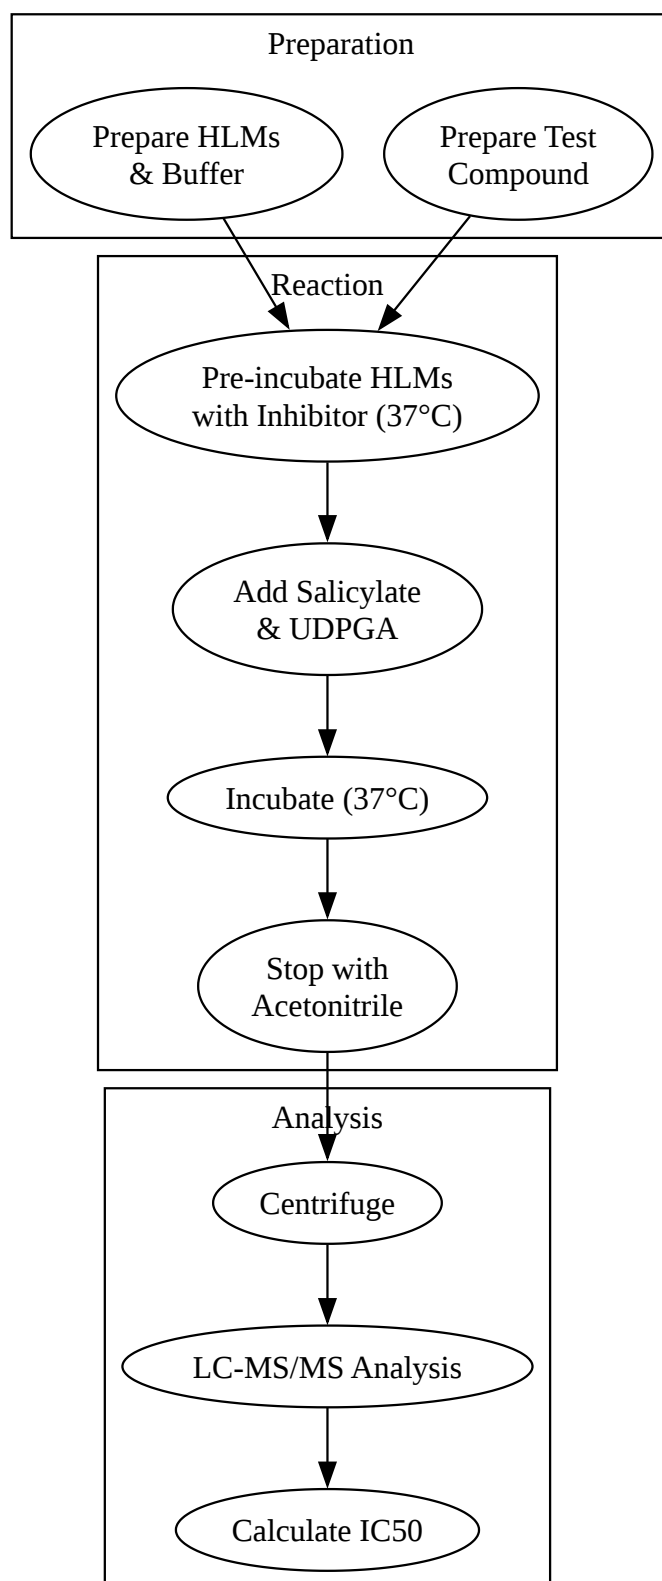 Preparation
Prepare HLMs
& Buffer
Prepare Test
Compound
Reaction
Pre-incubate HLMs
with Inhibitor (37°C)
Add Salicylate
& UDPGA
Incubate (37°C)
Stop with
Acetonitrile
Analysis
Centrifuge
LC-MS/MS Analysis
Calculate IC50